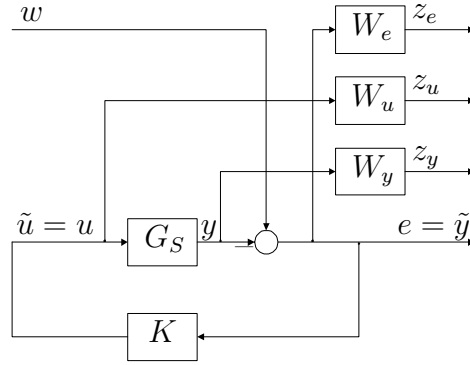 w
W_e z_e
W_u z_u
W_y z_y
ũ = u G_S y − e = ỹ
K